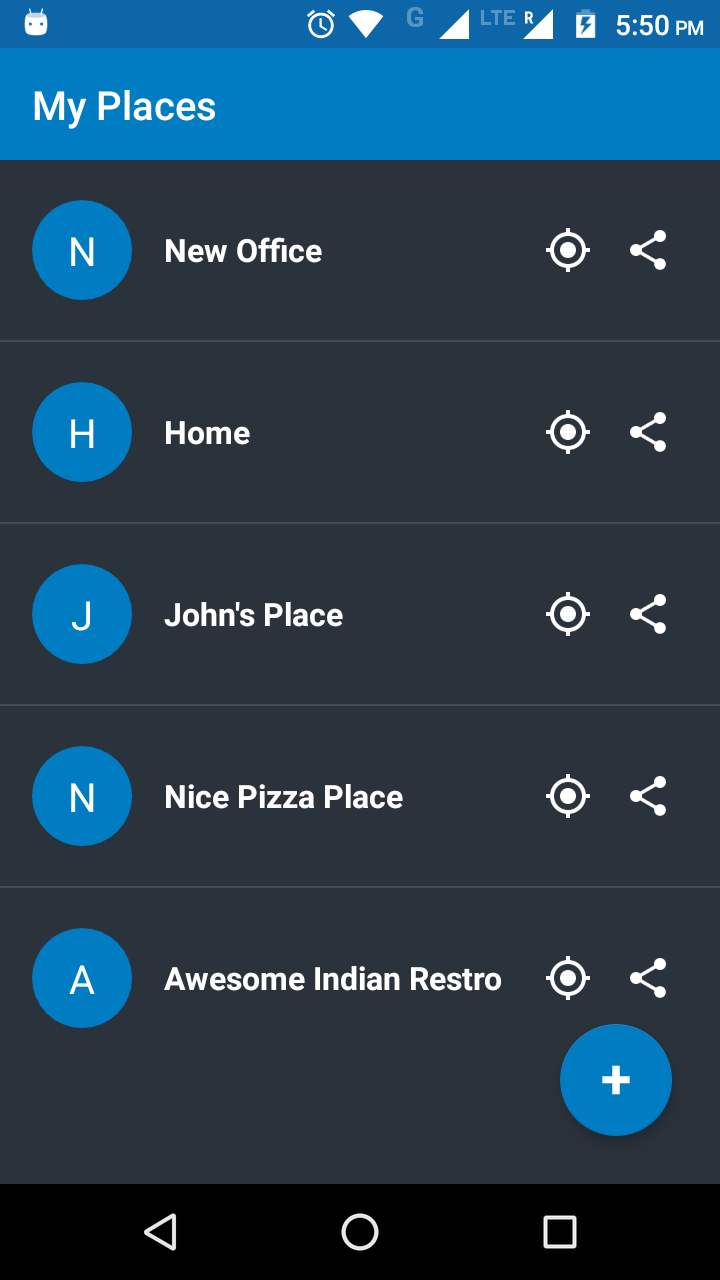 G LTE R 5:50 PM
My Places
N New Office
H Home
J John's Place
N Nice Pizza Place
A Awesome Indian Restro